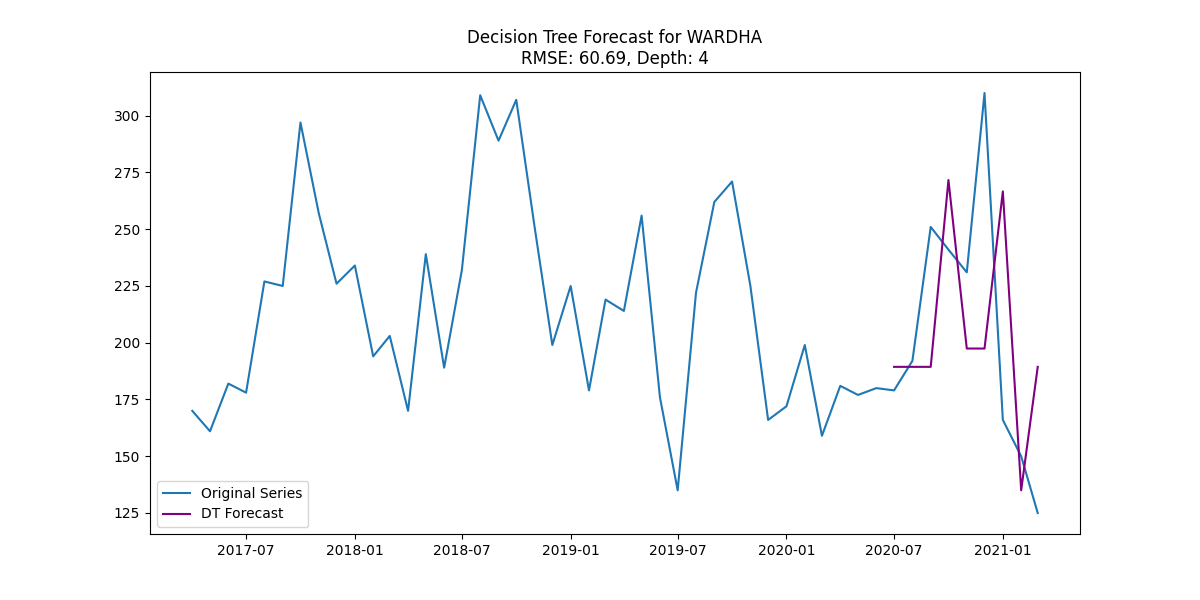 Decision Tree Forecast for WARDHA
RMSE: 60.69, Depth: 4
300
275
250
225
200
175
150
125
Original Series
DT Forecast
2017-07 2018-01 2018-07 2019-01 2019-07 2020-01 2020-07 2021-01